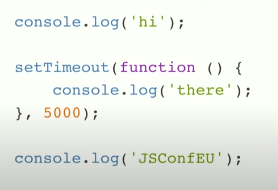 console.log('hi');
setTimeout(function () {
    console.log('there');
}, 5000);
console.log('JSConfEU');